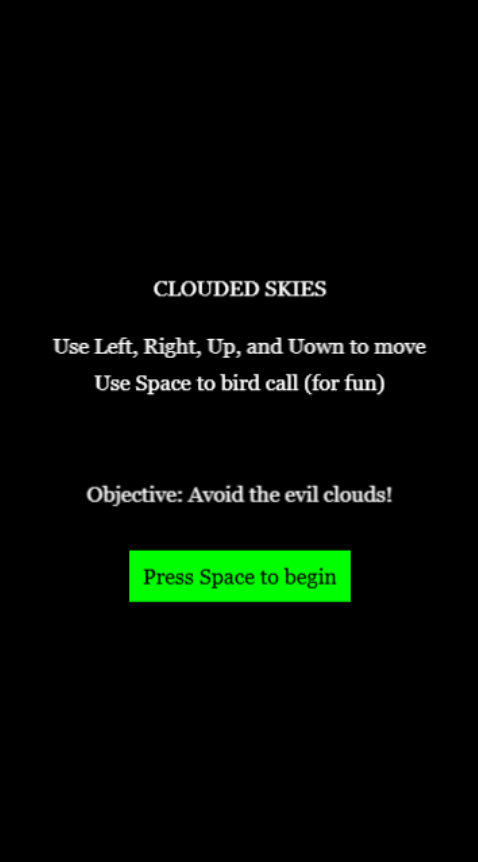 CLOUDED SKIES
Use Left, Right, Up, and Uown to move
Use Space to bird call (for fun)
Objective: Avoid the evil clouds!
Press Space to begin